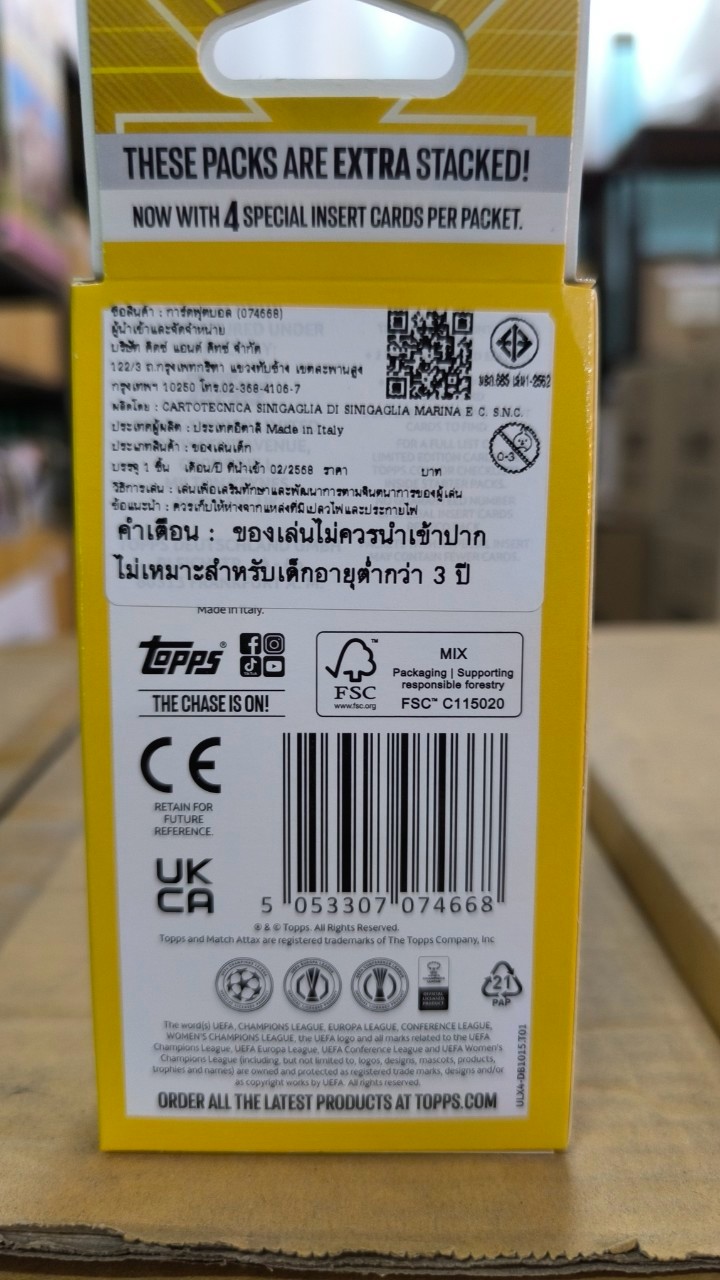 THESE PACKS ARE EXTRA STACKED!
NOW WITH 4 SPECIAL INSERT CARDS PER PACKET.
ชื่อสินค้า : การ์ดฟุตบอล (074668)
ผู้นำเข้าและจัดจำหน่าย
บริษัท คิดซ์ แอนด์ คิทซ์ จำกัด
122/3 ถ.กรุงเทพกรีฑา แขวงทับช้าง เขตสะพานสูง
กรุงเทพฯ 10250 โทร.02-368-4106-7
มอก.685 เล่ม1-2562
ผลิตโดย : CARTOTECNICA SINIGAGLIA DI SINIGAGLIA MARINA E C. S.N.C.
ประเทศผู้ผลิต : ประเทศอิตาลี Made in Italy
ประเภทสินค้า : ของเล่นเด็ก
0-3
บรรจุ 1 ชิ้น เดือน/ปี ที่นำเข้า 02/2568 ราคา บาท
วิธีการเล่น : เล่นเพื่อเสริมทักษะและพัฒนาการตามจินตนาการของผู้เล่น
ข้อแนะนำ : ควรเก็บให้ห่างจากแหล่งที่มีเปลวไฟและประกายไฟ
คำเตือน : ของเล่นไม่ควรนำเข้าปาก
ไม่เหมาะสำหรับเด็กอายุต่ำกว่า 3 ปี
Made in Italy.
TOPPS®
THE CHASE IS ON!
FSC
www.fsc.org
MIX
Packaging | Supporting
responsible forestry
FSC™ C115020
CE
RETAIN FOR
FUTURE
REFERENCE.
UK
CA
5 053307 074668
® & © Topps. All Rights Reserved.
Topps and Match Attax are registered trademarks of The Topps Company, Inc
21
PAP
The word(s) UEFA, CHAMPIONS LEAGUE, EUROPA LEAGUE, CONFERENCE LEAGUE,
WOMEN'S CHAMPIONS LEAGUE, the UEFA logo and all marks related to the UEFA
Champions League, UEFA Europa League, UEFA Conference League and UEFA Women's
Champions League (including, but not limited to, logos, designs, mascots, products,
trophies and names) are owned and protected as registered trade marks, designs and/or
as copyright works by UEFA. All rights reserved.
ORDER ALL THE LATEST PRODUCTS AT TOPPS.COM
ULX4-DB1015.T01